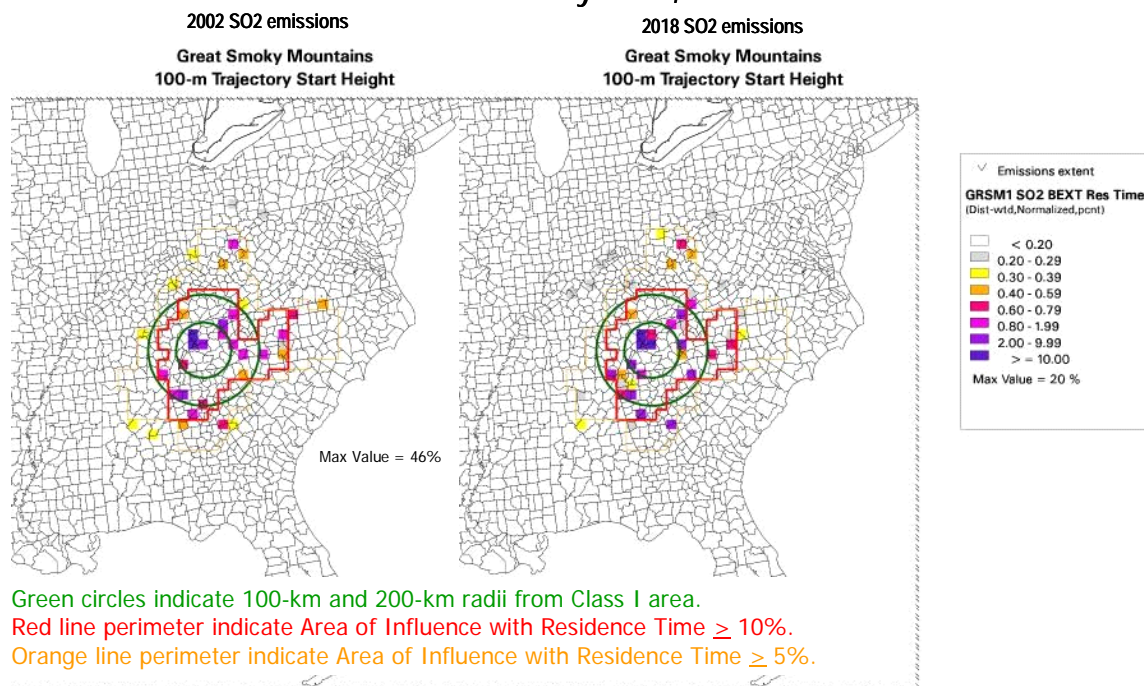 2002 SO2 emissions
Great Smoky Mountains
100-m Trajectory Start Height
2018 SO2 emissions
Great Smoky Mountains
100-m Trajectory Start Height
Max Value = 46%
Emissions extent
GRSM1 SO2 BEXT Res Time
(Dist-wtd,Normalized,pcnt)
< 0.20
0.20 - 0.29
0.30 - 0.39
0.40 - 0.59
0.60 - 0.79
0.80 - 1.99
2.00 - 9.99
> = 10.00
Max Value = 20 %
Green circles indicate 100-km and 200-km radii from Class I area.
Red line perimeter indicate Area of Influence with Residence Time ≥ 10%.
Orange line perimeter indicate Area of Influence with Residence Time ≥ 5%.